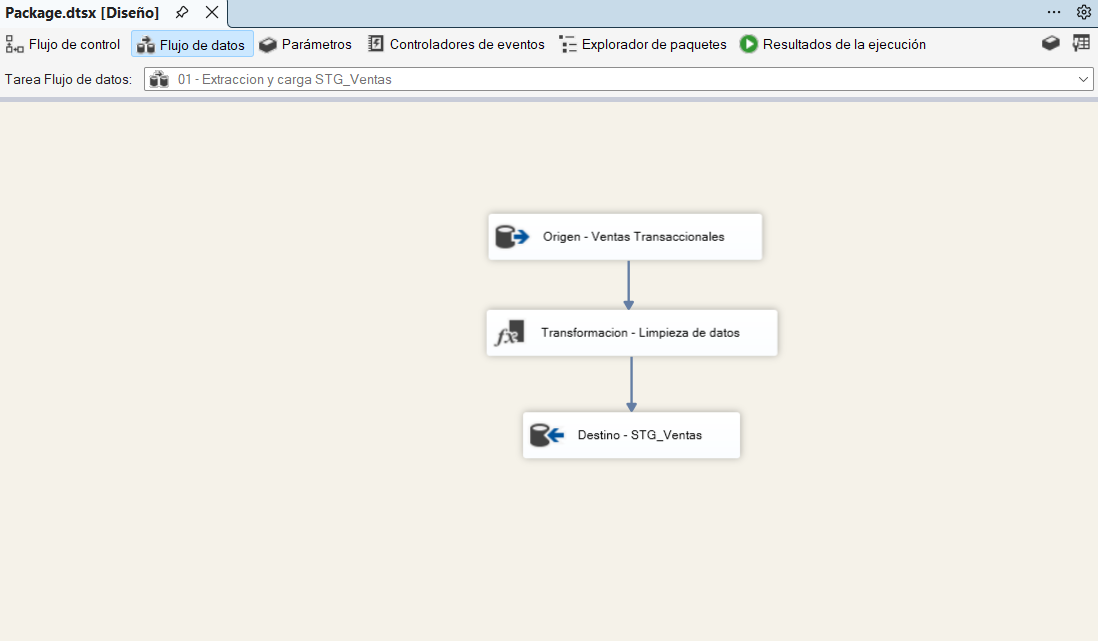 Package.dtsx [Diseño]
Flujo de control Flujo de datos Parámetros Controladores de eventos Explorador de paquetes Resultados de la ejecución
Tarea Flujo de datos: 01 - Extraccion y carga STG_Ventas
Origen - Ventas Transaccionales
fx
Transformacion - Limpieza de datos
Destino - STG_Ventas